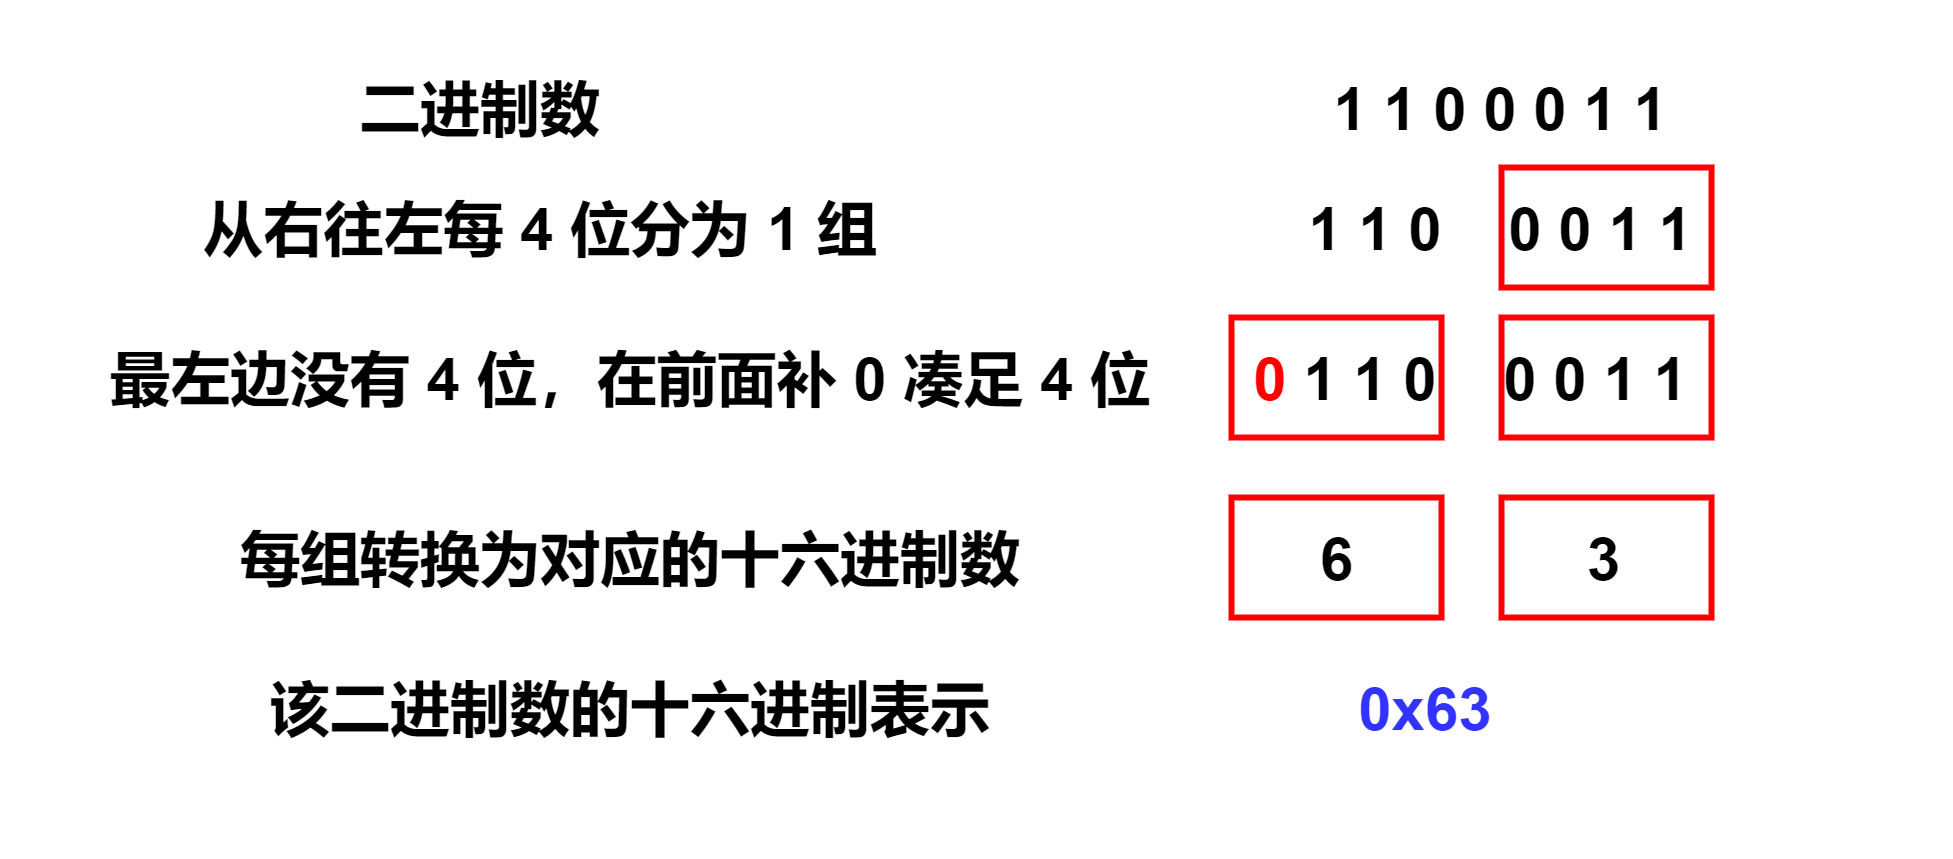 二进制数 1 1 0 0 0 1 1
从右往左每 4 位分为 1 组 1 1 0 0 0 1 1
最左边没有 4 位，在前面补 0 凑足 4 位 0 1 1 0 0 0 1 1
每组转换为对应的十六进制数 6 3
该二进制数的十六进制表示 0x63